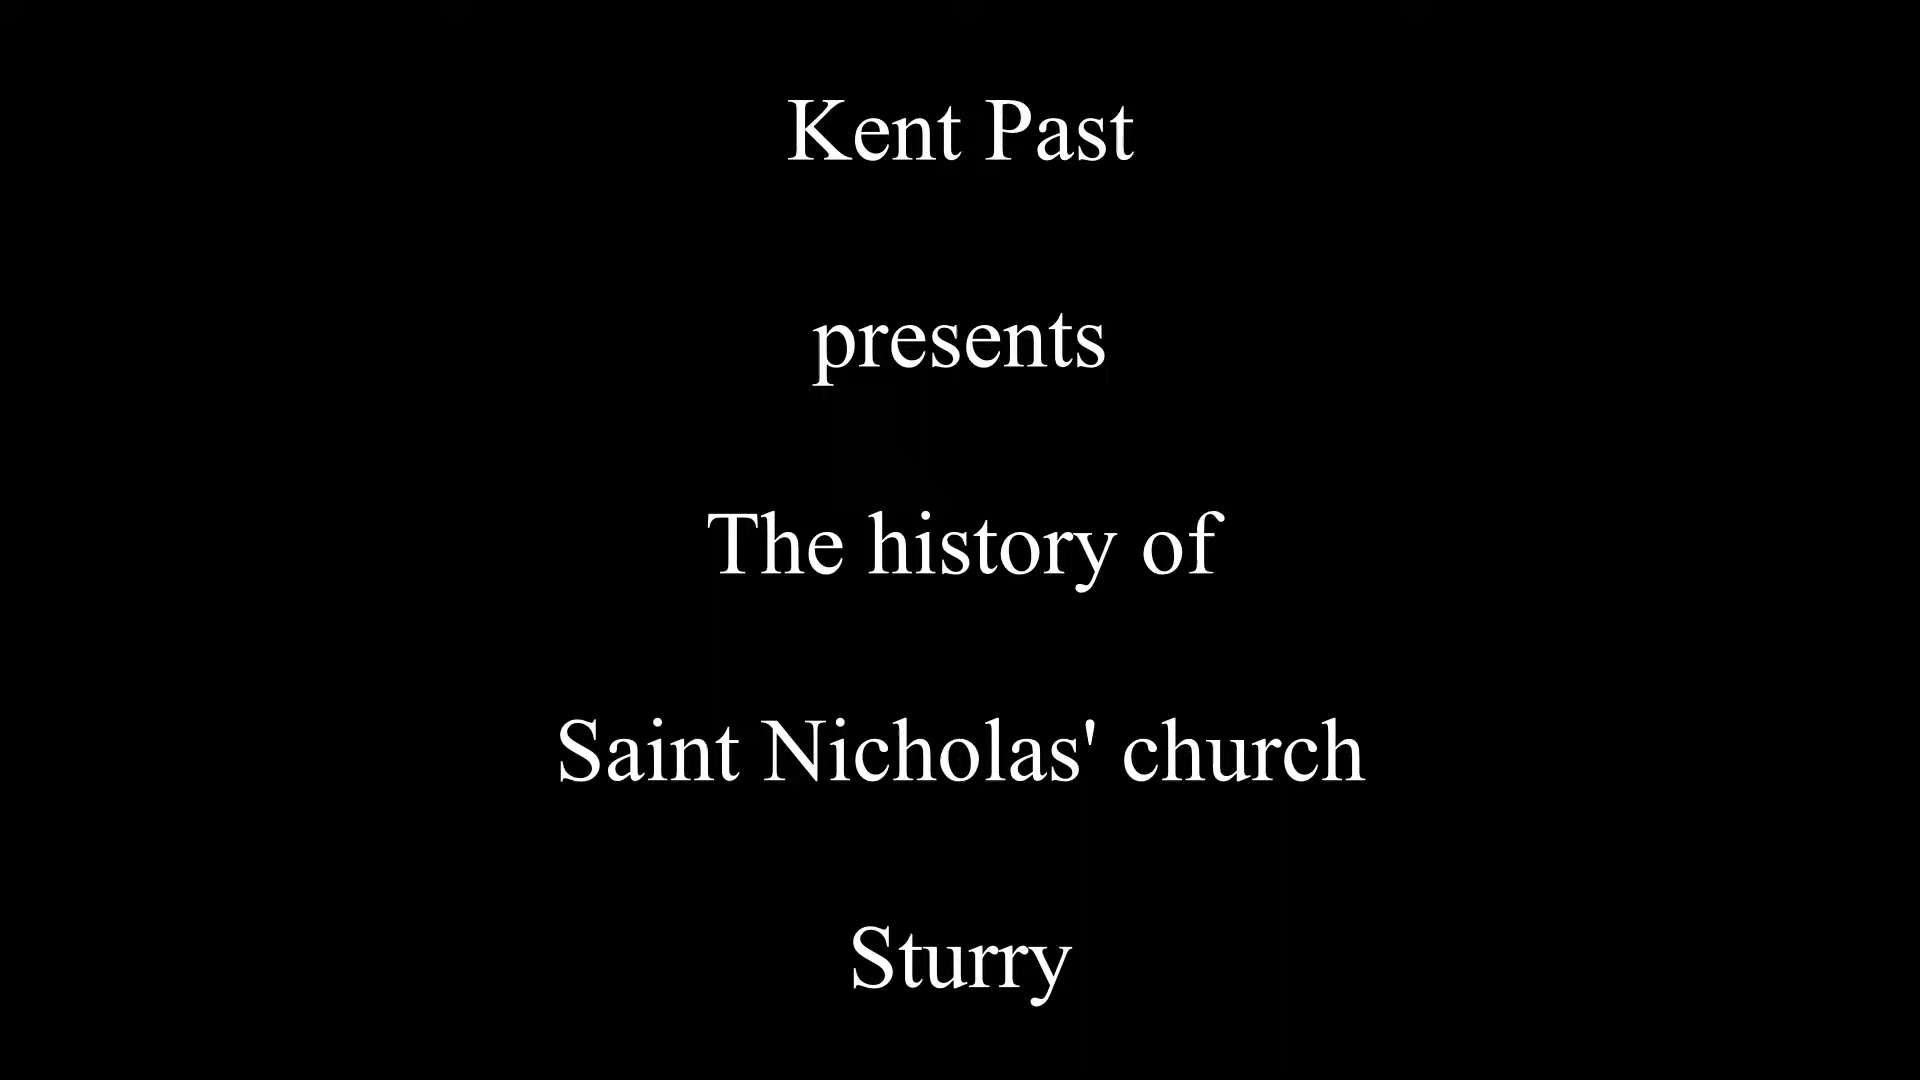 Kent Past
presents
The history of
Saint Nicholas' church
Sturry